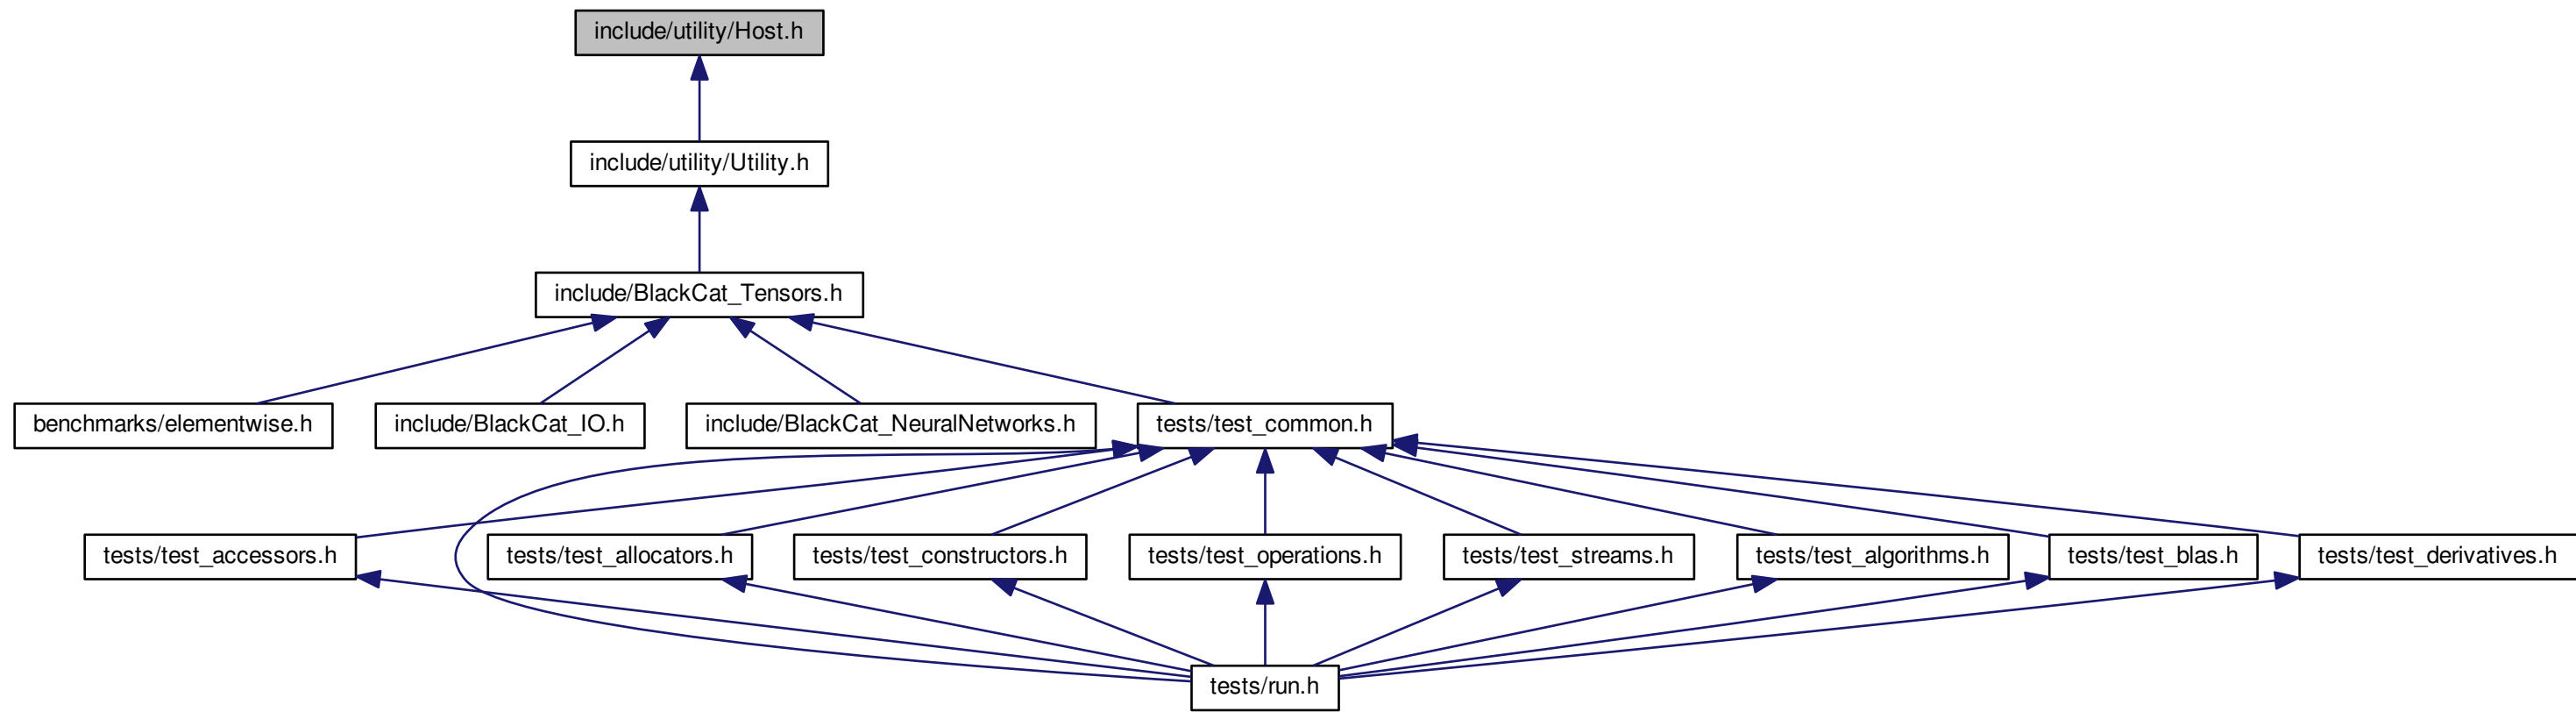 include/utility/Host.h
include/utility/Utility.h
include/BlackCat_Tensors.h
benchmarks/elementwise.h
include/BlackCat_IO.h
include/BlackCat_NeuralNetworks.h
tests/test_common.h
tests/test_accessors.h
tests/test_allocators.h
tests/test_constructors.h
tests/test_operations.h
tests/test_streams.h
tests/test_algorithms.h
tests/test_blas.h
tests/test_derivatives.h
tests/run.h